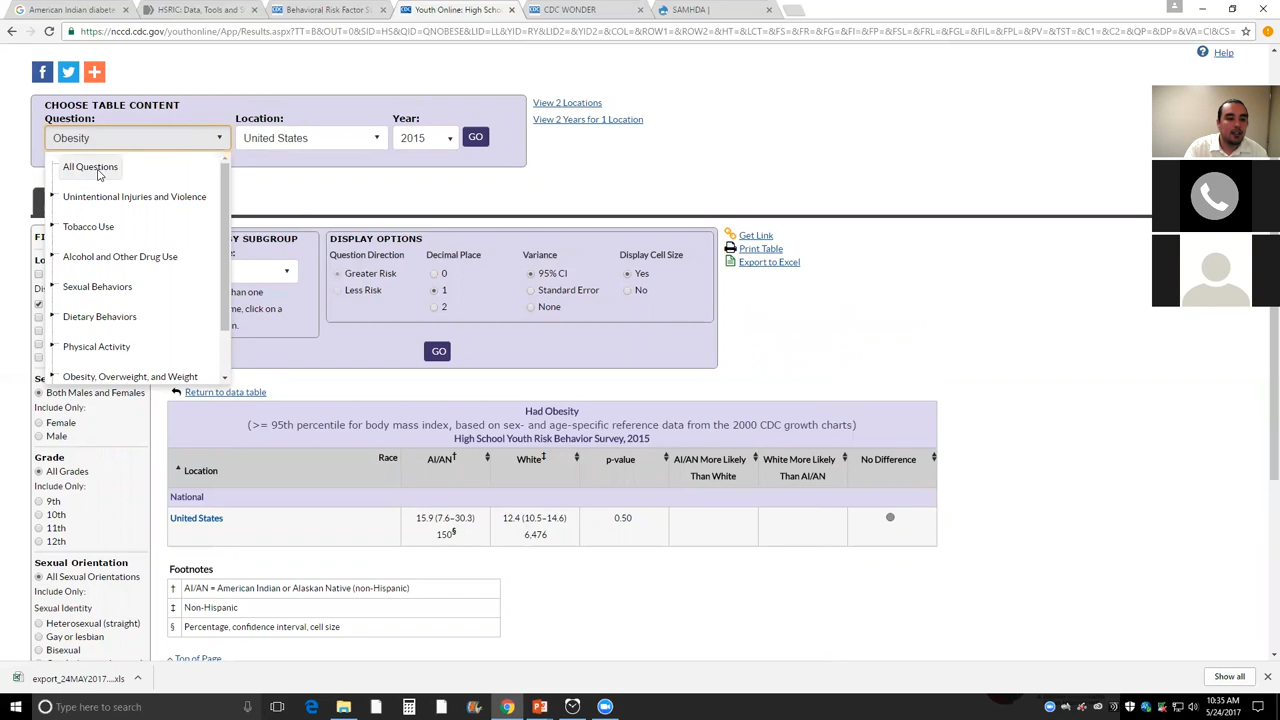 American Indian diabete
HSRIC: Data, Tools and S
Behavioral Risk Factor Su
Youth Online: High Schoo
CDC WONDER
SAMHDA |
https://nccd.cdc.gov/youthonline/App/Results.aspx?TT=B&OUT=0&SID=HS&QID=QNOBESE&LID=LL&YID=YY&LID2=&YID2=&COL=&ROW1=&ROW2=&HT=&LCT=&FS=&FR=&FG=&FI=&FP=&FSL=&FRL=&FGL=&FIL=&FPL=&PV=&TST=&C1=&C2=&QP=&DP=&VA=CI&CS=
Help
CHOOSE TABLE CONTENT
Question: Location: Year:
Obesity United States 2015 GO
View 2 Locations
View 2 Years for 1 Location
All Questions
Unintentional Injuries and Violence
Tobacco Use
Alcohol and Other Drug Use
Sexual Behaviors
Dietary Behaviors
Physical Activity
Obesity, Overweight, and Weight
FI
Y SUBGROUP
han one
me, click on a
n.
DISPLAY OPTIONS
Question Direction Decimal Place Variance Display Cell Size
Greater Risk 0 95% CI Yes
Less Risk 1 Standard Error No
2 None
GO
Get Link
Print Table
Export to Excel
Se
Both Males and Females
Include Only:
Female
Male
Grade
All Grades
Include Only:
9th
10th
11th
12th
Sexual Orientation
All Sexual Orientations
Include Only:
Sexual Identity
Heterosexual (straight)
Gay or lesbian
Bisexual
Return to data table
Had Obesity
(>= 95th percentile for body mass index, based on sex- and age-specific reference data from the 2000 CDC growth charts)
High School Youth Risk Behavior Survey, 2015
Race
Location AI/AN† White‡ p-value AI/AN More Likely Than White White More Likely Than AI/AN No Difference
National
United States 15.9 (7.6–30.3) 12.4 (10.5–14.6) 0.50
150§ 6,476
Footnotes
† AI/AN = American Indian or Alaskan Native (non-Hispanic)
‡ Non-Hispanic
§ Percentage, confidence interval, cell size
Top of Page
export_24MAY2017....xls
Show all
Type here to search
10:35 AM
5/24/2017